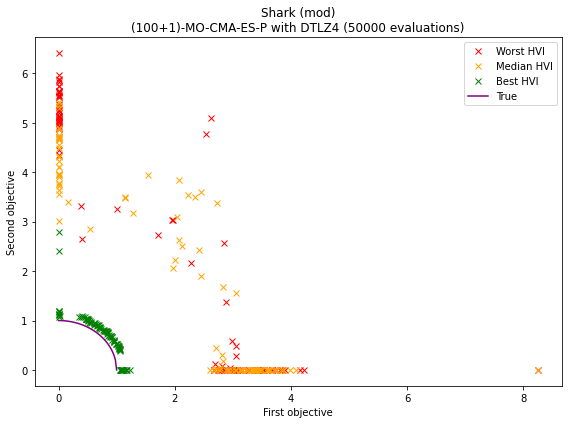 Shark (mod)
(100+1)-MO-CMA-ES-P with DTLZ4 (50000 evaluations)
Worst HVI
Median HVI
Best HVI
True
Second objective
6
5
4
3
2
1
0
0 2 4 6 8
First objective